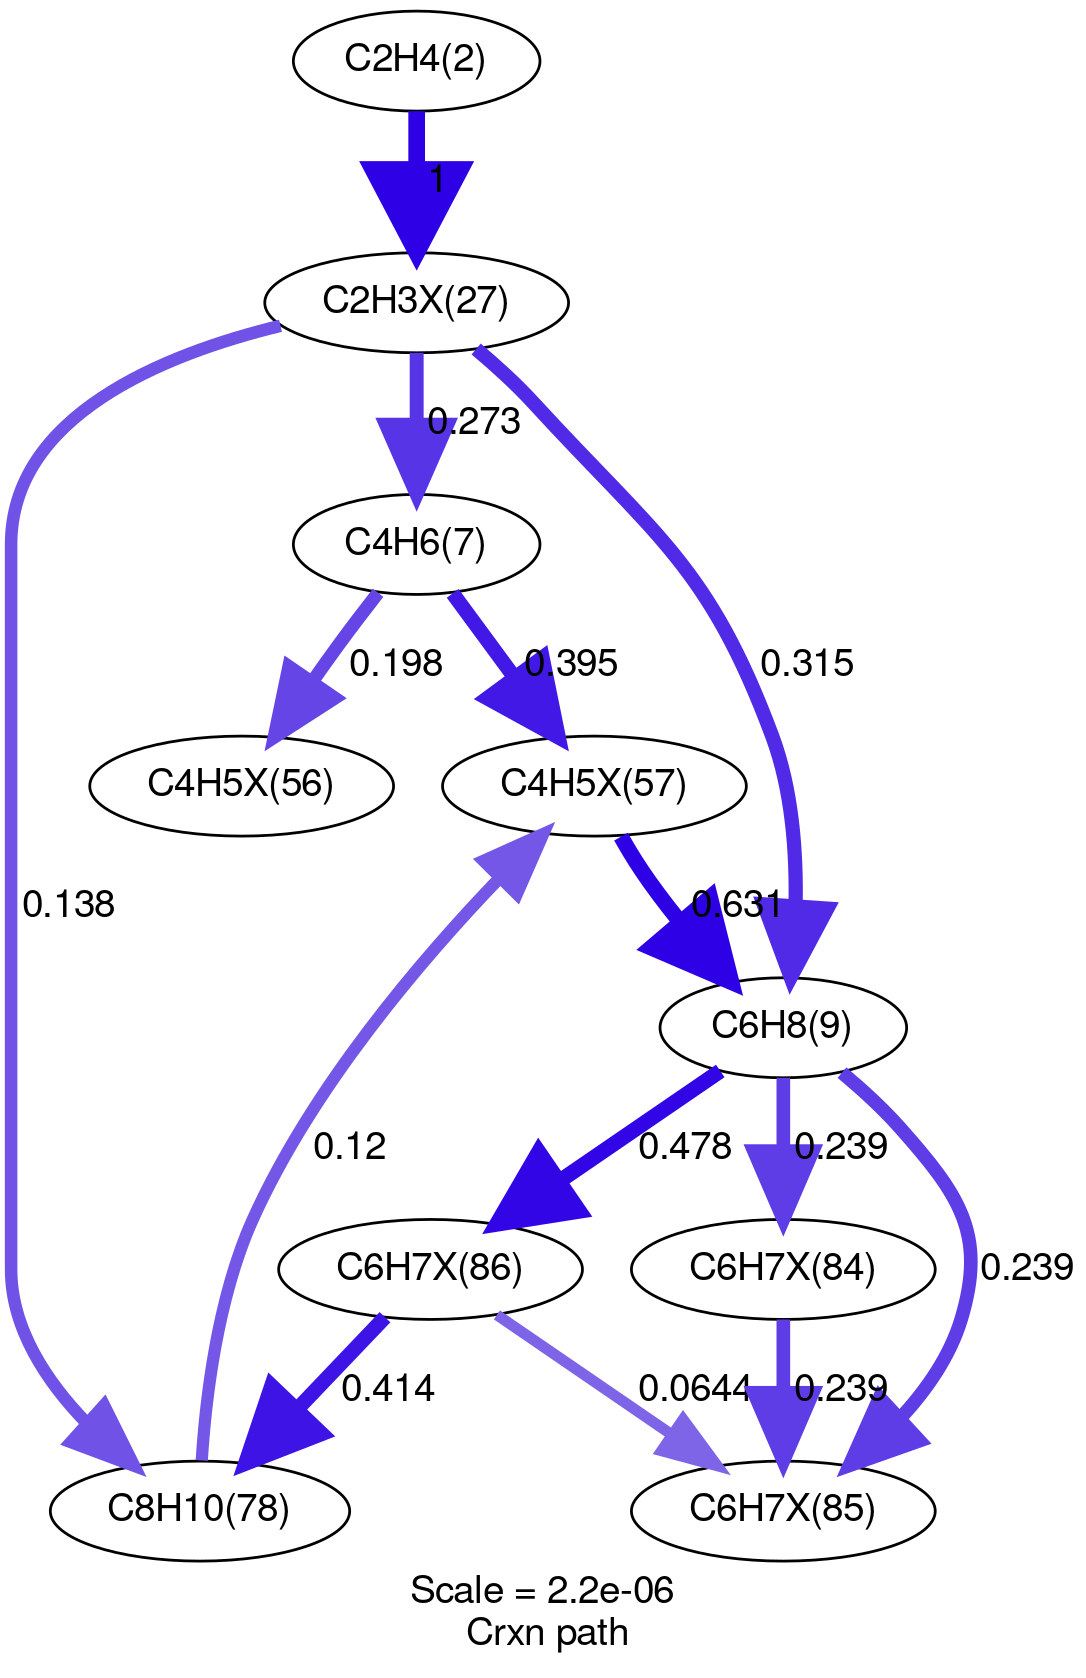 C2H4(2)
1
C2H3X(27)
0.273
C4H6(7)
0.198
0.395
0.315
C4H5X(56)
C4H5X(57)
0.138
0.631
C6H8(9)
0.12
0.478
0.239
C6H7X(86)
C6H7X(84)
0.239
0.414
0.0644
0.239
C8H10(78)
C6H7X(85)
Scale = 2.2e-06
Crxn path